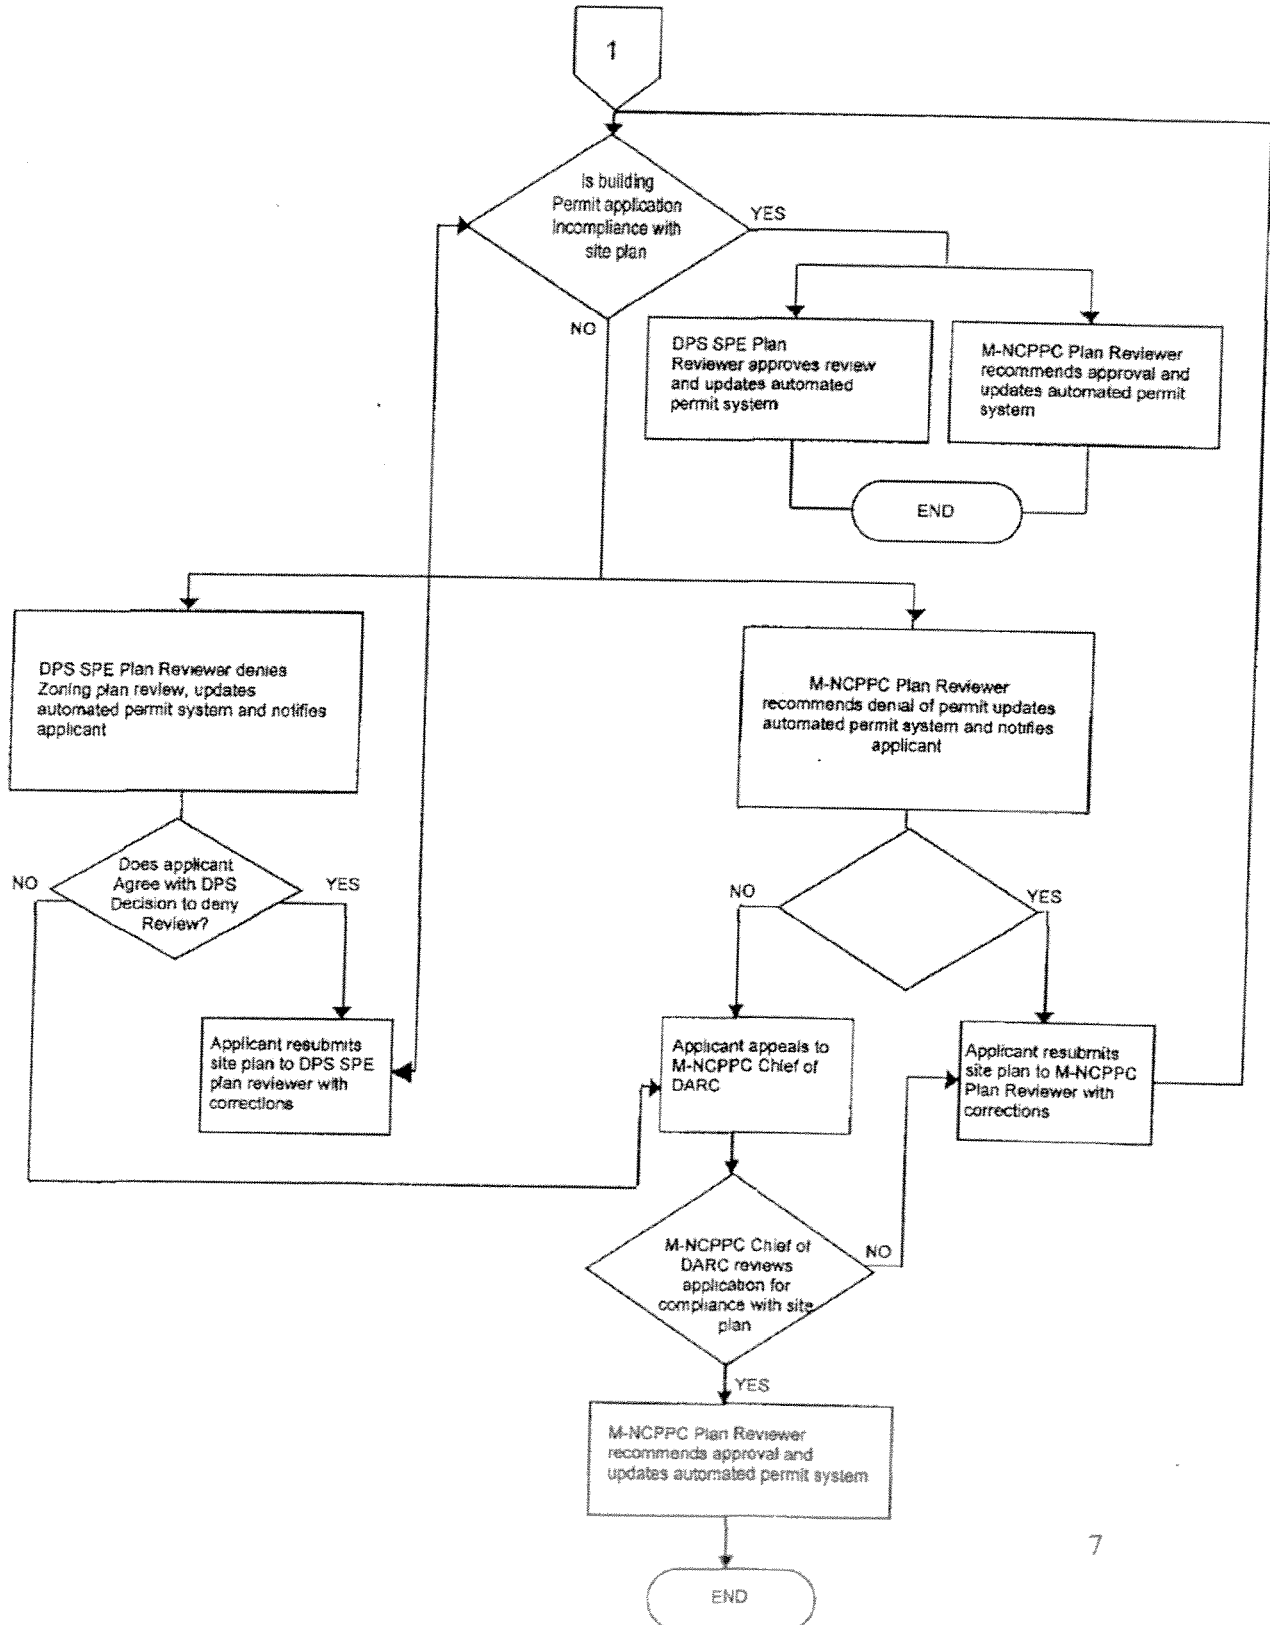 1
Is building
Permit application
Incompliance with
site plan
YES
NO
DPS SPE Plan
Reviewer approves review
and updates automated
permit system
M-NCPPC Plan Reviewer
recommends approval and
updates automated permit
system
END
DPS SPE Plan Reviewer denies
Zoning plan review, updates
automated permit system and notifies
applicant
M-NCPPC Plan Reviewer
recommends denial of permit updates
automated permit system and notifies
applicant
Does applicant
Agree with DPS
Decision to deny
Review?
NO
YES
NO
YES
Applicant resubmits
site plan to DPS SPE
plan reviewer with
corrections
Applicant appeals to
M-NCPPC Chief of
DARC
Applicant resubmits
site plan to M-NCPPC
Plan Reviewer with
corrections
M-NCPPC Chief of
DARC reviews
application for
compliance with site
plan
NO
YES
M-NCPPC Plan Reviewer
recommends approval and
updates automated permit system
END
7